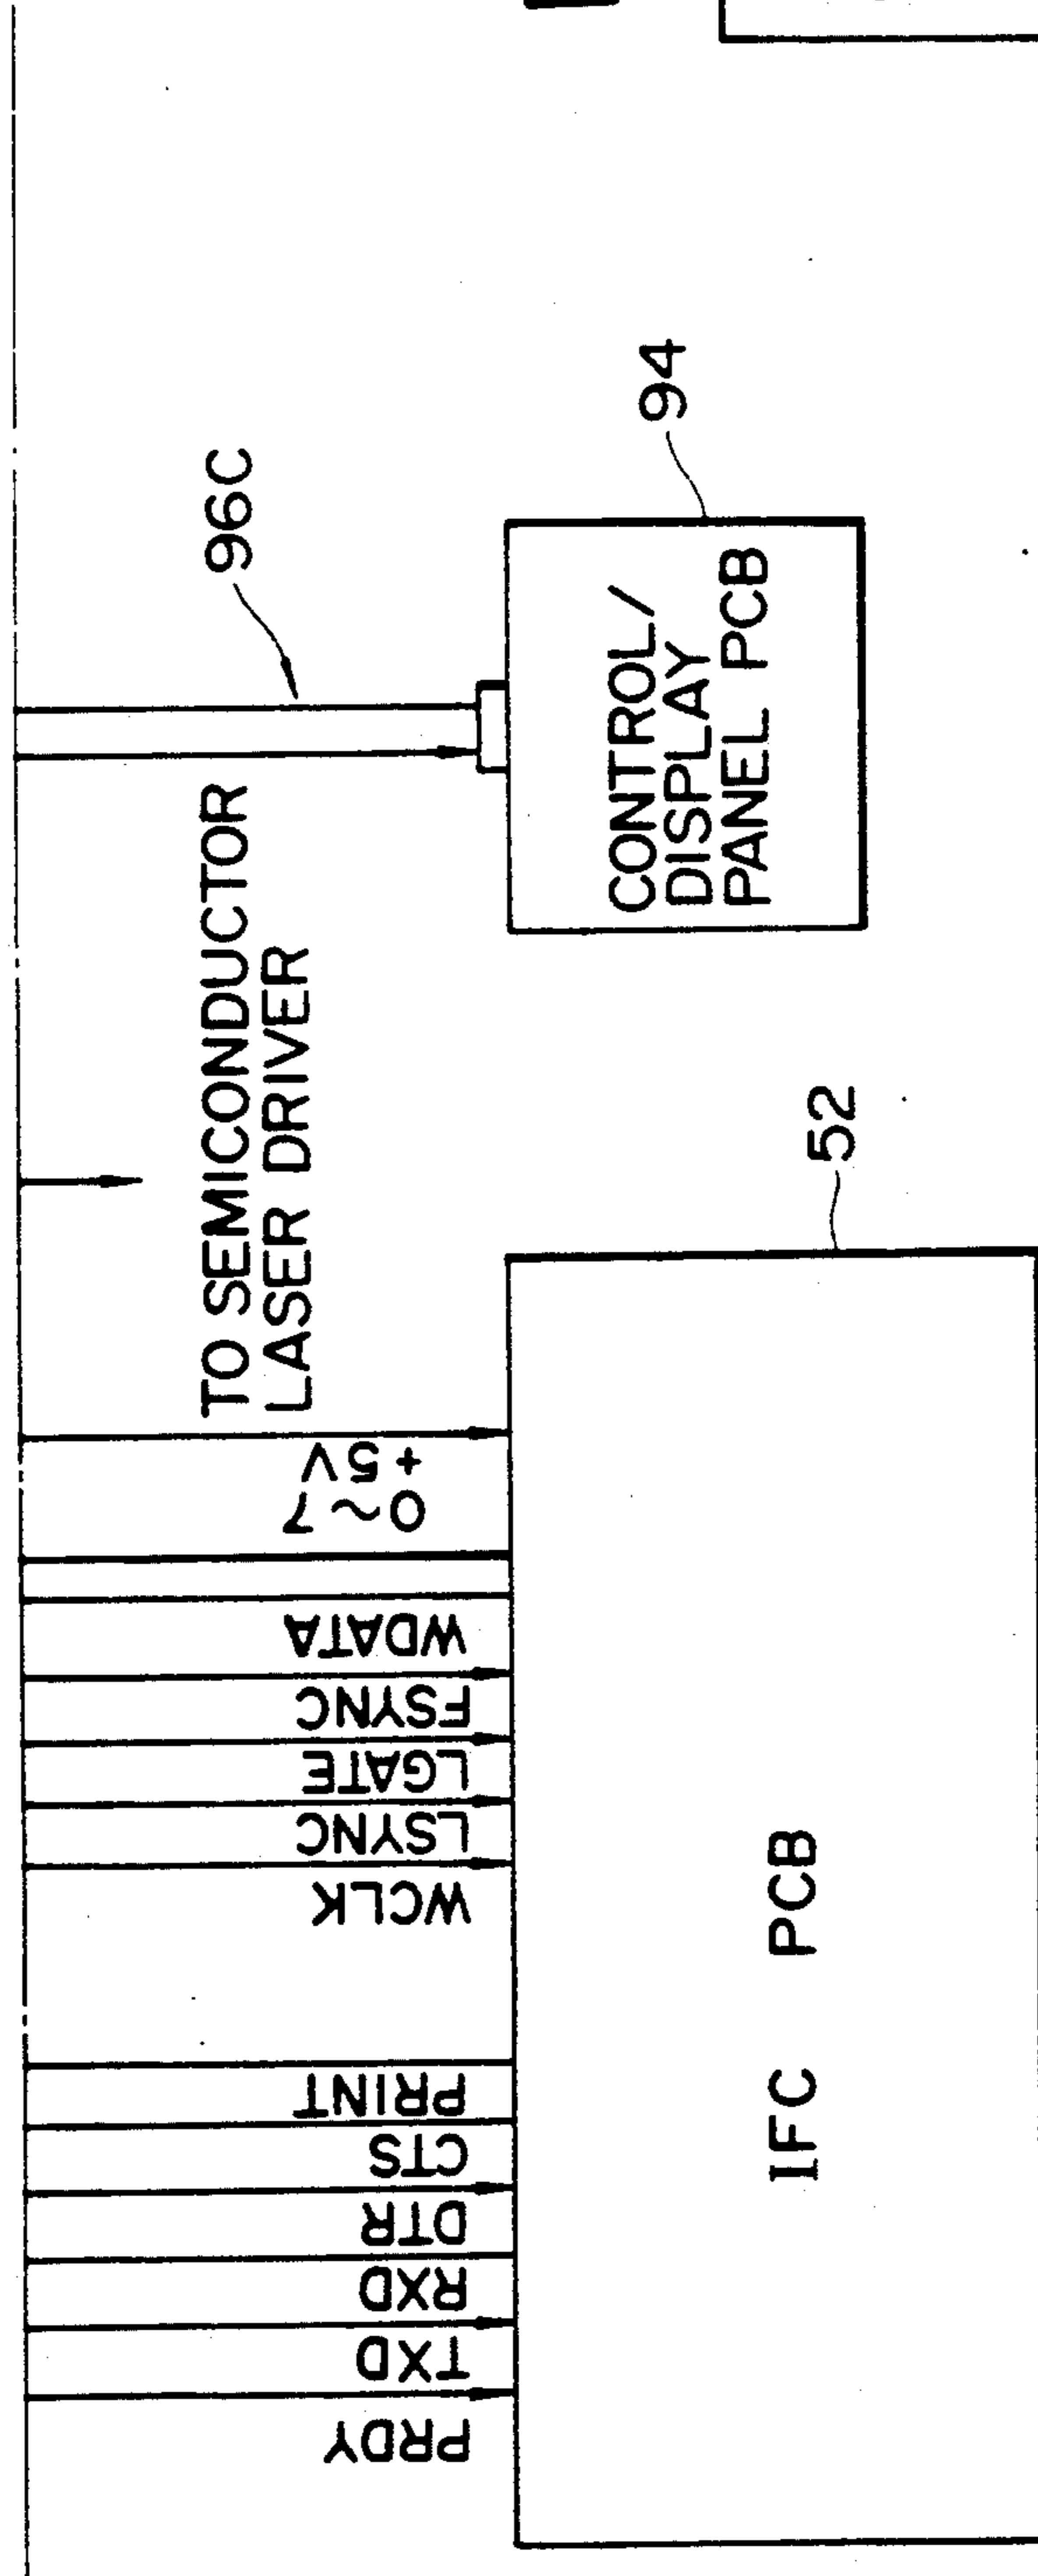 96C
94
TO SEMICONDUCTOR
LASER DRIVER
CONTROL/
DISPLAY
PANEL PCB
52
+5V
0~7
WDATA
FSYNC
LGATE
LSYNC
WCLK
PRINT
CTS
DTR
RXD
TXD
PRDY
IFC PCB